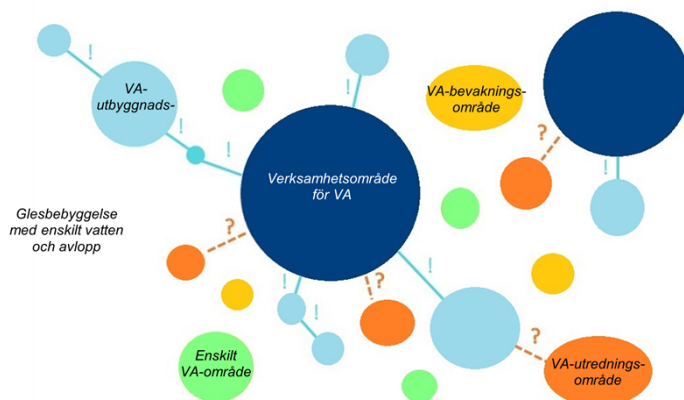 !
VA-
utbyggnads-
!
!
!
VA-bevaknings-
område
?
!
Verksamhetsområde
för VA
Glesbebyggelse
med enskilt vatten
och avlopp
?
!
!
?
!
?
Enskilt
VA-område
VA-utrednings-
område